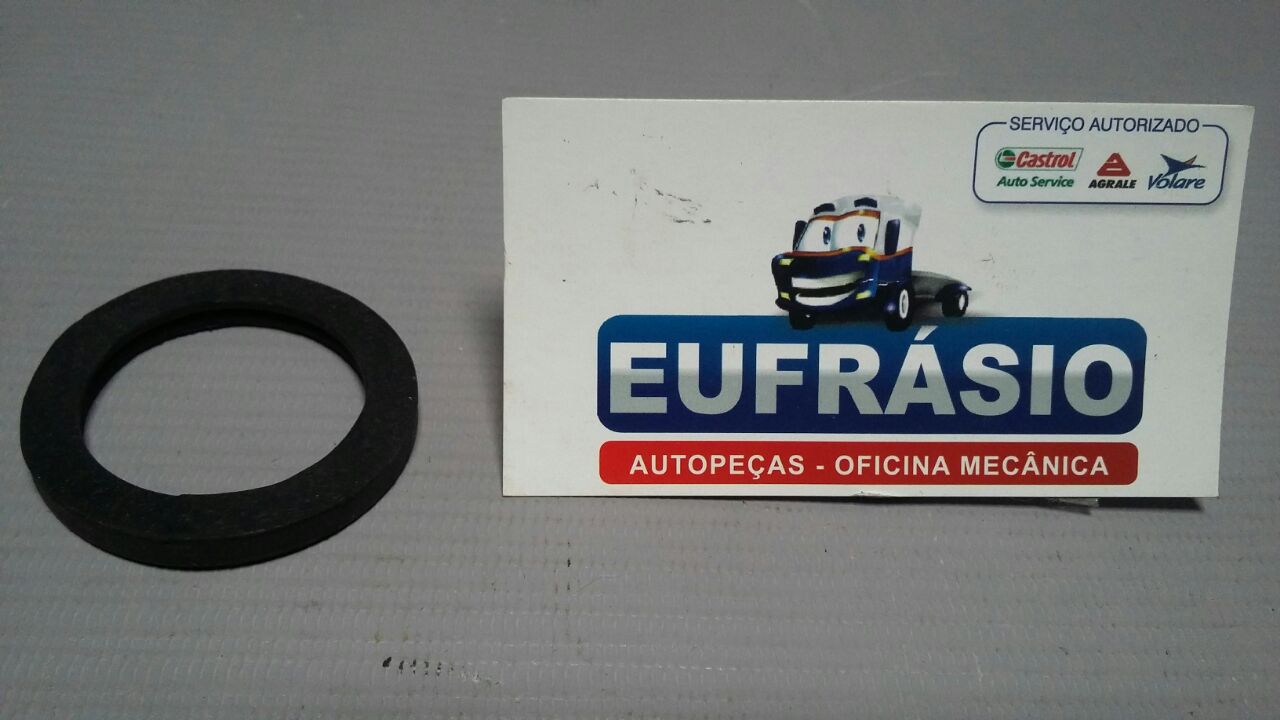 SERVIÇO AUTORIZADO
Castrol
Auto Service
AGRALE
Volare
EUFRÁSIO
AUTOPEÇAS - OFICINA MECÂNICA